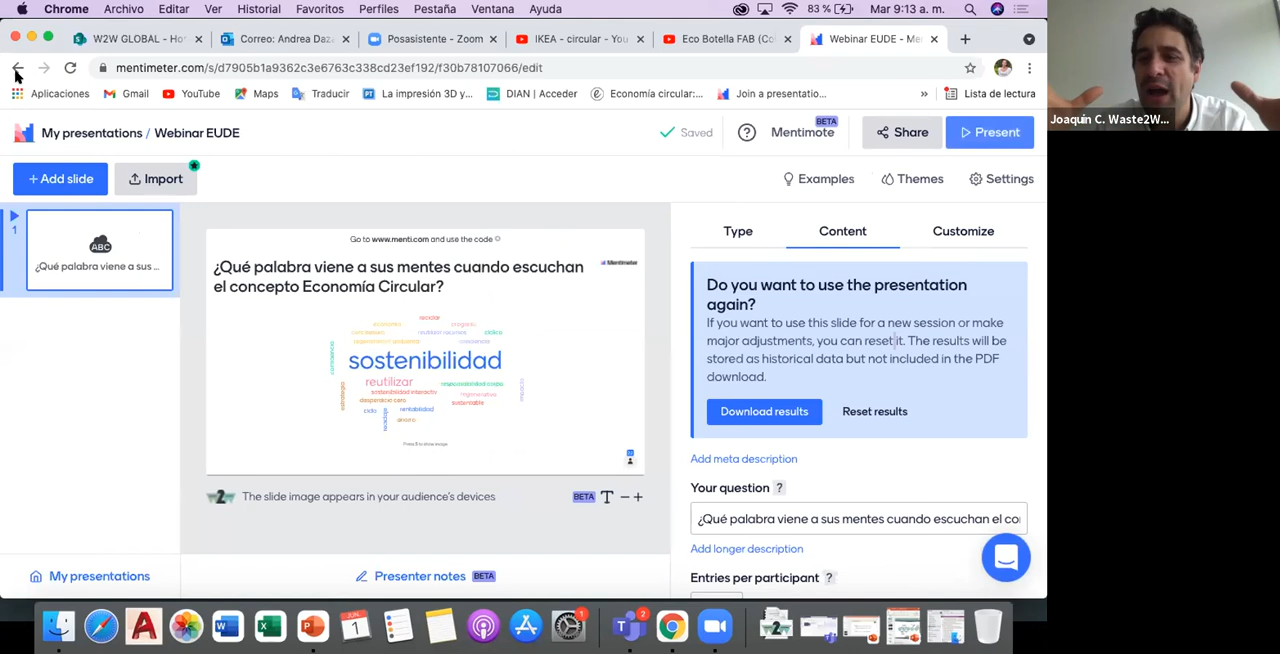 Chrome Archivo Editar Ver Historial Favoritos Perfiles Pestaña Ventana Ayuda 83 % Mar 9:13 a. m.
W2W GLOBAL - Ho Correo: Andrea Daz Posasistente - Zoom IKEA - circular - You Eco Botella FAB (Co Webinar EUDE - Me
mentimeter.com/s/d7905b1a9362c3e6763c338cd23ef192/f30b78107066/edit
Aplicaciones Gmail YouTube Maps Traducir La impresión 3D y... DIAN | Acceder Economía circular:... Join a presentatio... » Lista de lectura
Joaquin C. Waste2W...
My presentations / Webinar EUDE Saved ? Mentimote BETA Share Present
+ Add slide Import Examples Themes Settings
1
ABC
¿Qué palabra viene a sus ...
Go to www.menti.com and use the code
¿Qué palabra viene a sus mentes cuando escuchan
el concepto Economía Circular?
Mentimeter
reciclar
sostenibilidad
reutilizar
sustentable
ciclo
rentabilidad
The slide image appears in your audience's devices BETA T − +
My presentations
Presenter notes BETA
Type Content Customize
Do you want to use the presentation
again?
If you want to use this slide for a new session or make
major adjustments, you can reset it. The results will be
stored as historical data but not included in the PDF
download.
Download results Reset results
Add meta description
Your question ?
¿Qué palabra viene a sus mentes cuando escuchan el co
Add longer description
Entries per participant ?